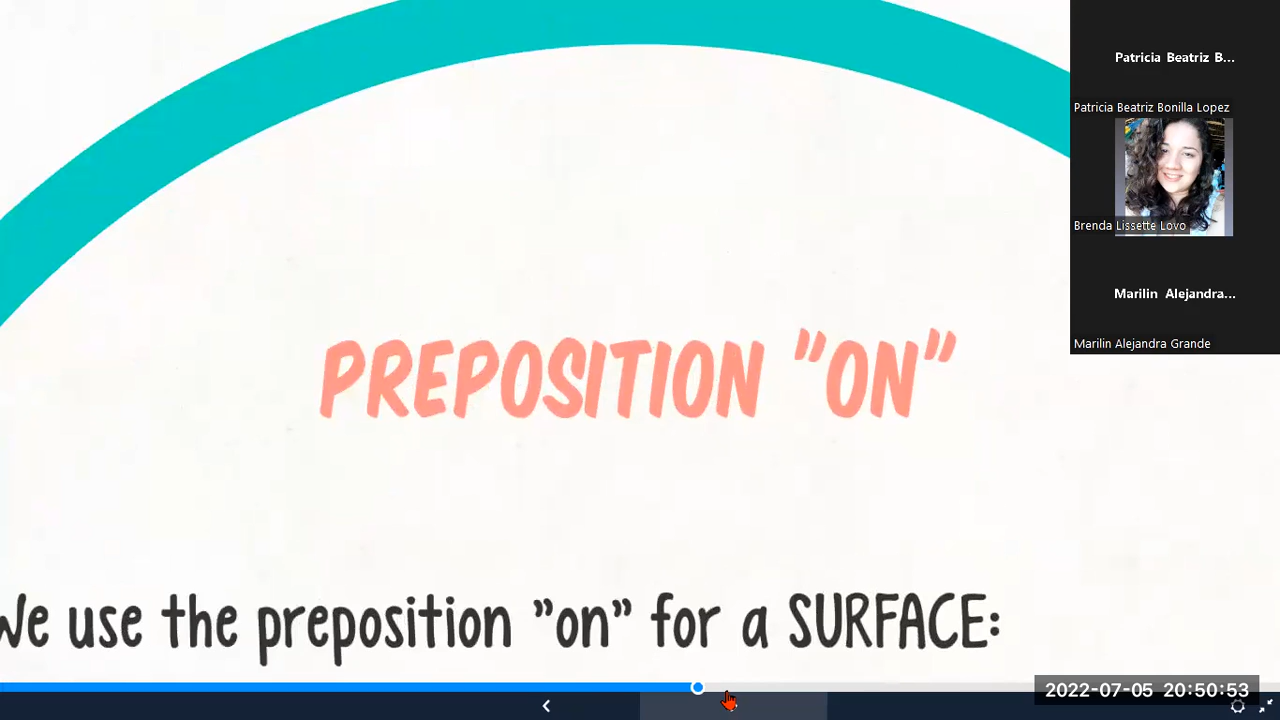 Patricia Beatriz B...
Patricia Beatriz Bonilla Lopez
Brenda Lissette Lovo
Marilin Alejandra...
Marilin Alejandra Grande
PREPOSITION "ON"
We use the preposition "on" for a SURFACE:
2022-07-05 20:50:53